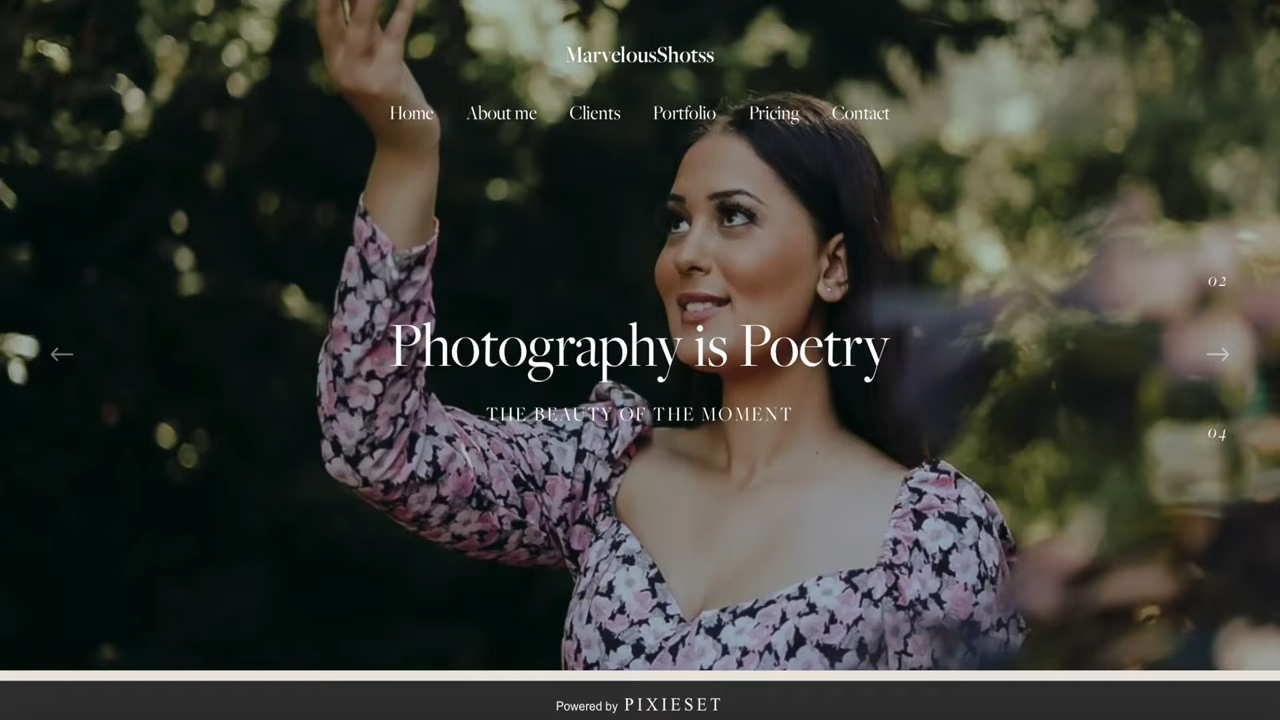 MarvelousShotss
Home About me Clients Portfolio Pricing Contact
02
Photography is Poetry
← →
THE BEAUTY OF THE MOMENT
04
Powered by PIXIESET